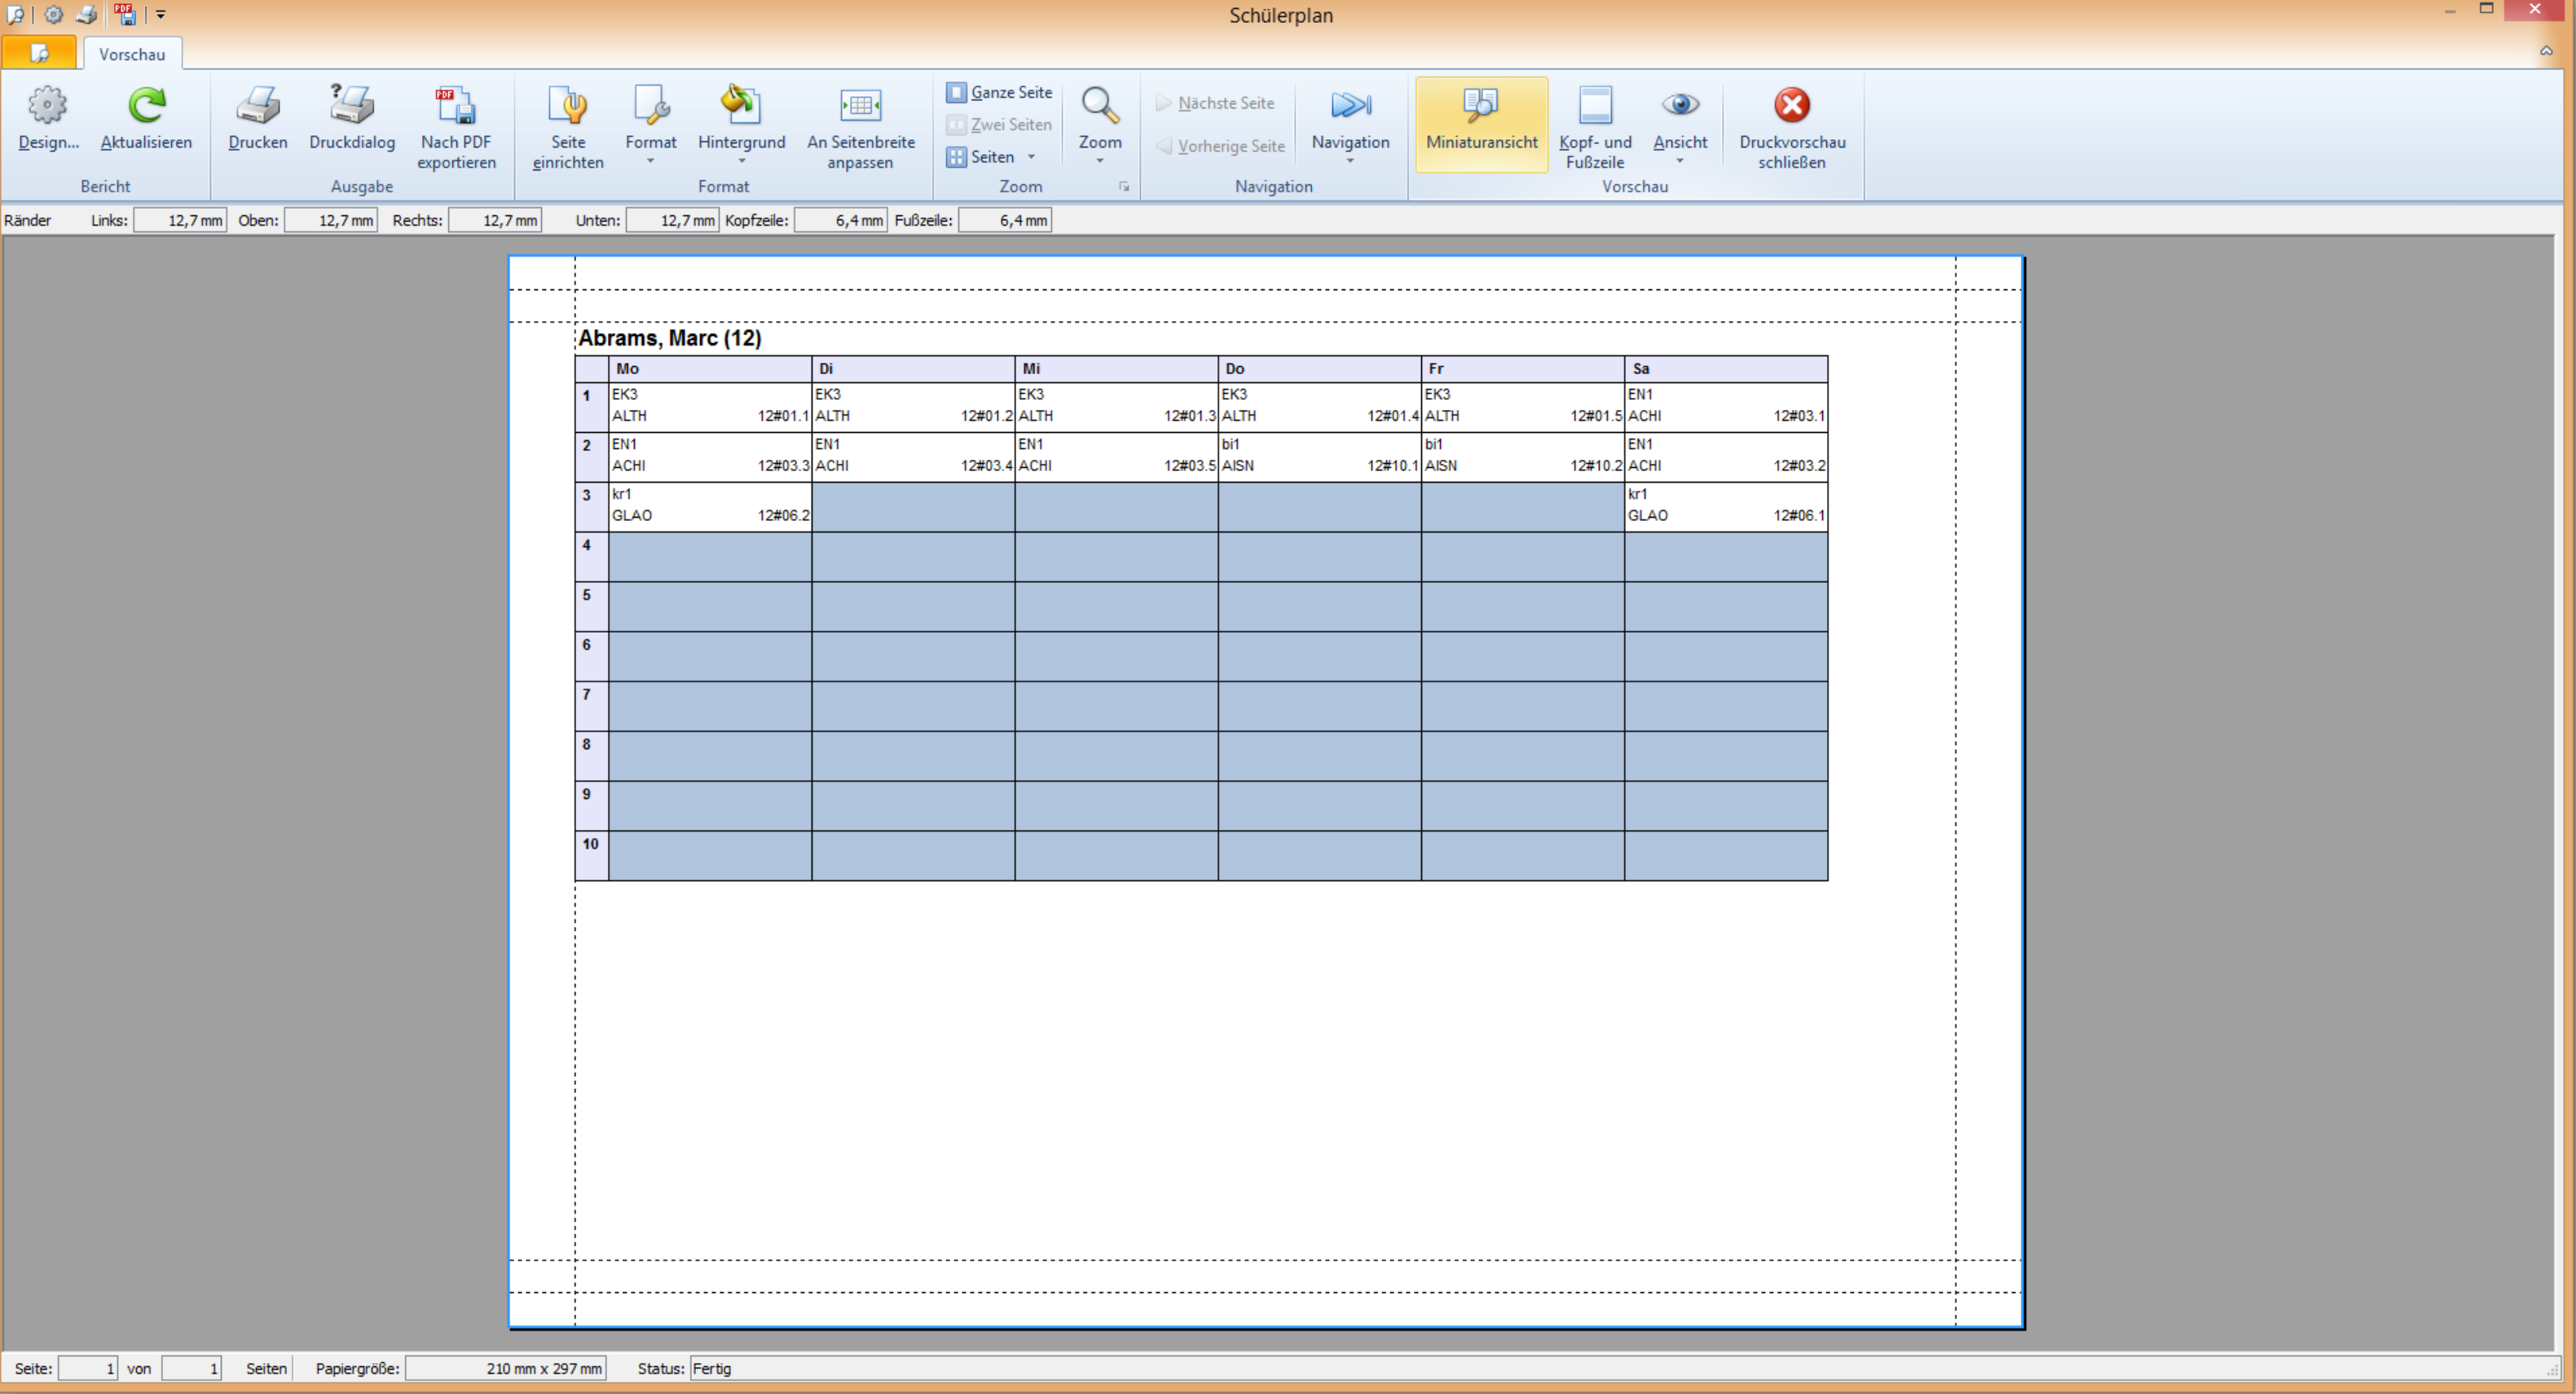 Schülerplan
Vorschau
Design... Aktualisieren Drucken Druckdialog Nach PDF exportieren Seite einrichten Format Hintergrund An Seitenbreite anpassen Ganze Seite Zwei Seiten Seiten Zoom Nächste Seite Vorherige Seite Navigation Miniaturansicht Kopf- und Fußzeile Ansicht Druckvorschau schließen
Bericht Ausgabe Format Zoom Navigation Vorschau
Ränder Links: 12,7 mm Oben: 12,7 mm Rechts: 12,7 mm Unten: 12,7 mm Kopfzeile: 6,4 mm Fußzeile: 6,4 mm
Abrams, Marc (12)
Mo Di Mi Do Fr Sa
1 EK3 EK3 EK3 EK3 EK3 EN1
ALTH 12#01.1 ALTH 12#01.2 ALTH 12#01.3 ALTH 12#01.4 ALTH 12#01.5 ACHI 12#03.1
2 EN1 EN1 EN1 bi1 bi1 EN1
ACHI 12#03.3 ACHI 12#03.4 ACHI 12#03.5 AISN 12#10.1 AISN 12#10.2 ACHI 12#03.2
3 kr1 kr1
GLAO 12#06.2 GLAO 12#06.1
4
5
6
7
8
9
10
Seite: 1 von 1 Seiten Papiergröße: 210 mm x 297 mm Status: Fertig